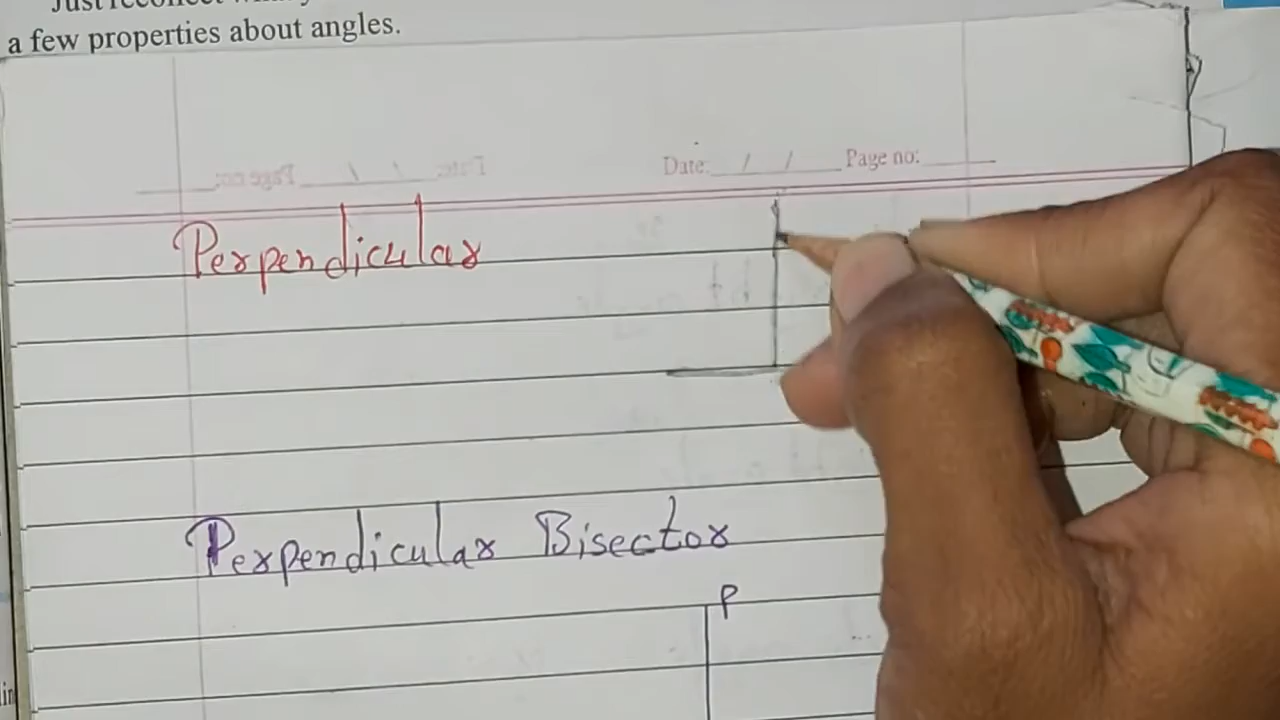 a few properties about angles.
Date: / / Page no:
Perpendicular
Perpendicular Bisector
P